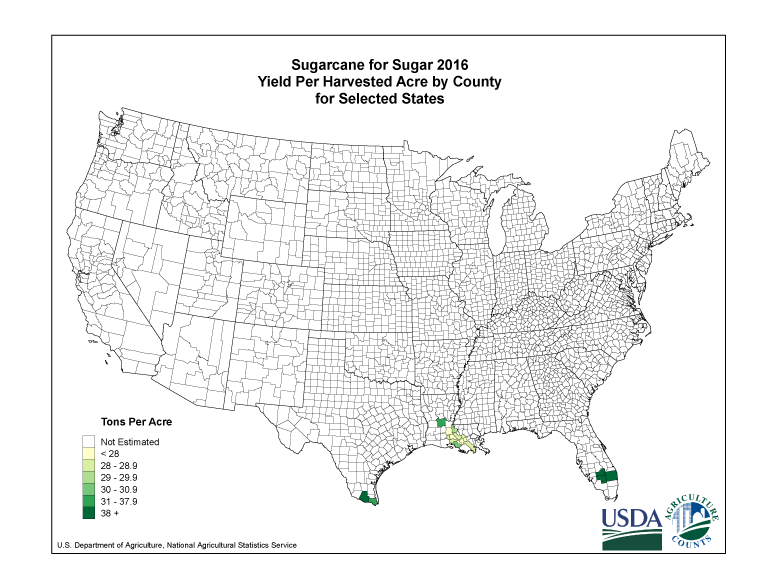 Sugarcane for Sugar 2016
Yield Per Harvested Acre by County
for Selected States
Tons Per Acre
Not Estimated
< 28
28 - 28.9
29 - 29.9
30 - 30.9
31 - 37.9
38 +
USDA
AGRICULTURE
COUNTS
U.S. Department of Agriculture, National Agricultural Statistics Service